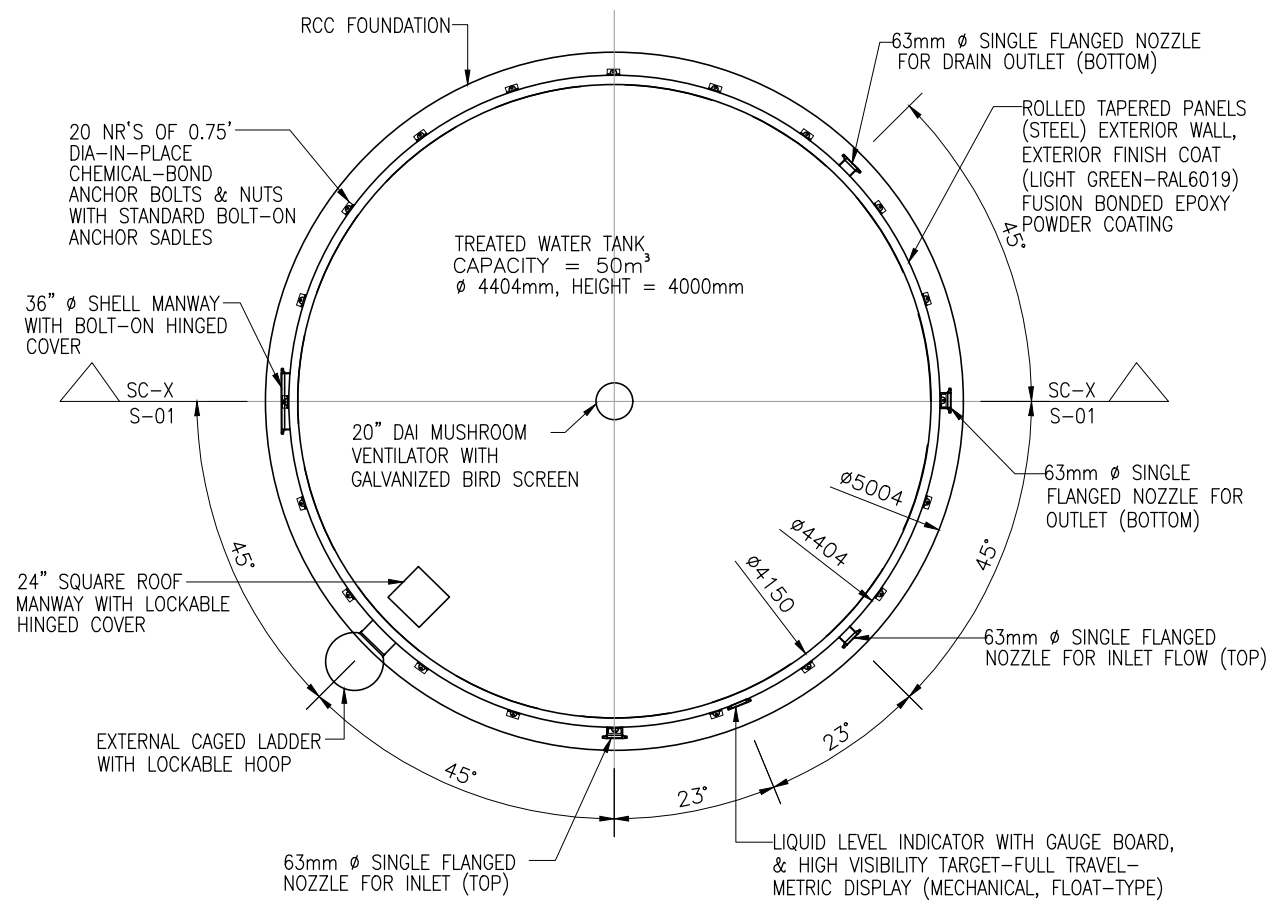 RCC FOUNDATION
63mm ø SINGLE FLANGED NOZZLE
FOR DRAIN OUTLET (BOTTOM)
20 NR'S OF 0.75'
DIA-IN-PLACE
CHEMICAL-BOND
ANCHOR BOLTS & NUTS
WITH STANDARD BOLT-ON
ANCHOR SADLES
ROLLED TAPERED PANELS
(STEEL) EXTERIOR WALL,
EXTERIOR FINISH COAT
(LIGHT GREEN-RAL6019)
FUSION BONDED EPOXY
POWDER COATING
45°
TREATED WATER TANK
CAPACITY = 50m³
ø 4404mm, HEIGHT = 4000mm
36" ø SHELL MANWAY
WITH BOLT-ON HINGED
COVER
SC-X
S-01
SC-X
S-01
20" DAI MUSHROOM
VENTILATOR WITH
GALVANIZED BIRD SCREEN
63mm ø SINGLE
FLANGED NOZZLE FOR
OUTLET (BOTTOM)
ø5004
ø4404
ø4150
45°
45°
24" SQUARE ROOF
MANWAY WITH LOCKABLE
HINGED COVER
63mm ø SINGLE FLANGED
NOZZLE FOR INLET FLOW (TOP)
EXTERNAL CAGED LADDER
WITH LOCKABLE HOOP
45°
23°
23°
63mm ø SINGLE FLANGED
NOZZLE FOR INLET (TOP)
LIQUID LEVEL INDICATOR WITH GAUGE BOARD,
& HIGH VISIBILITY TARGET-FULL TRAVEL-
METRIC DISPLAY (MECHANICAL, FLOAT-TYPE)